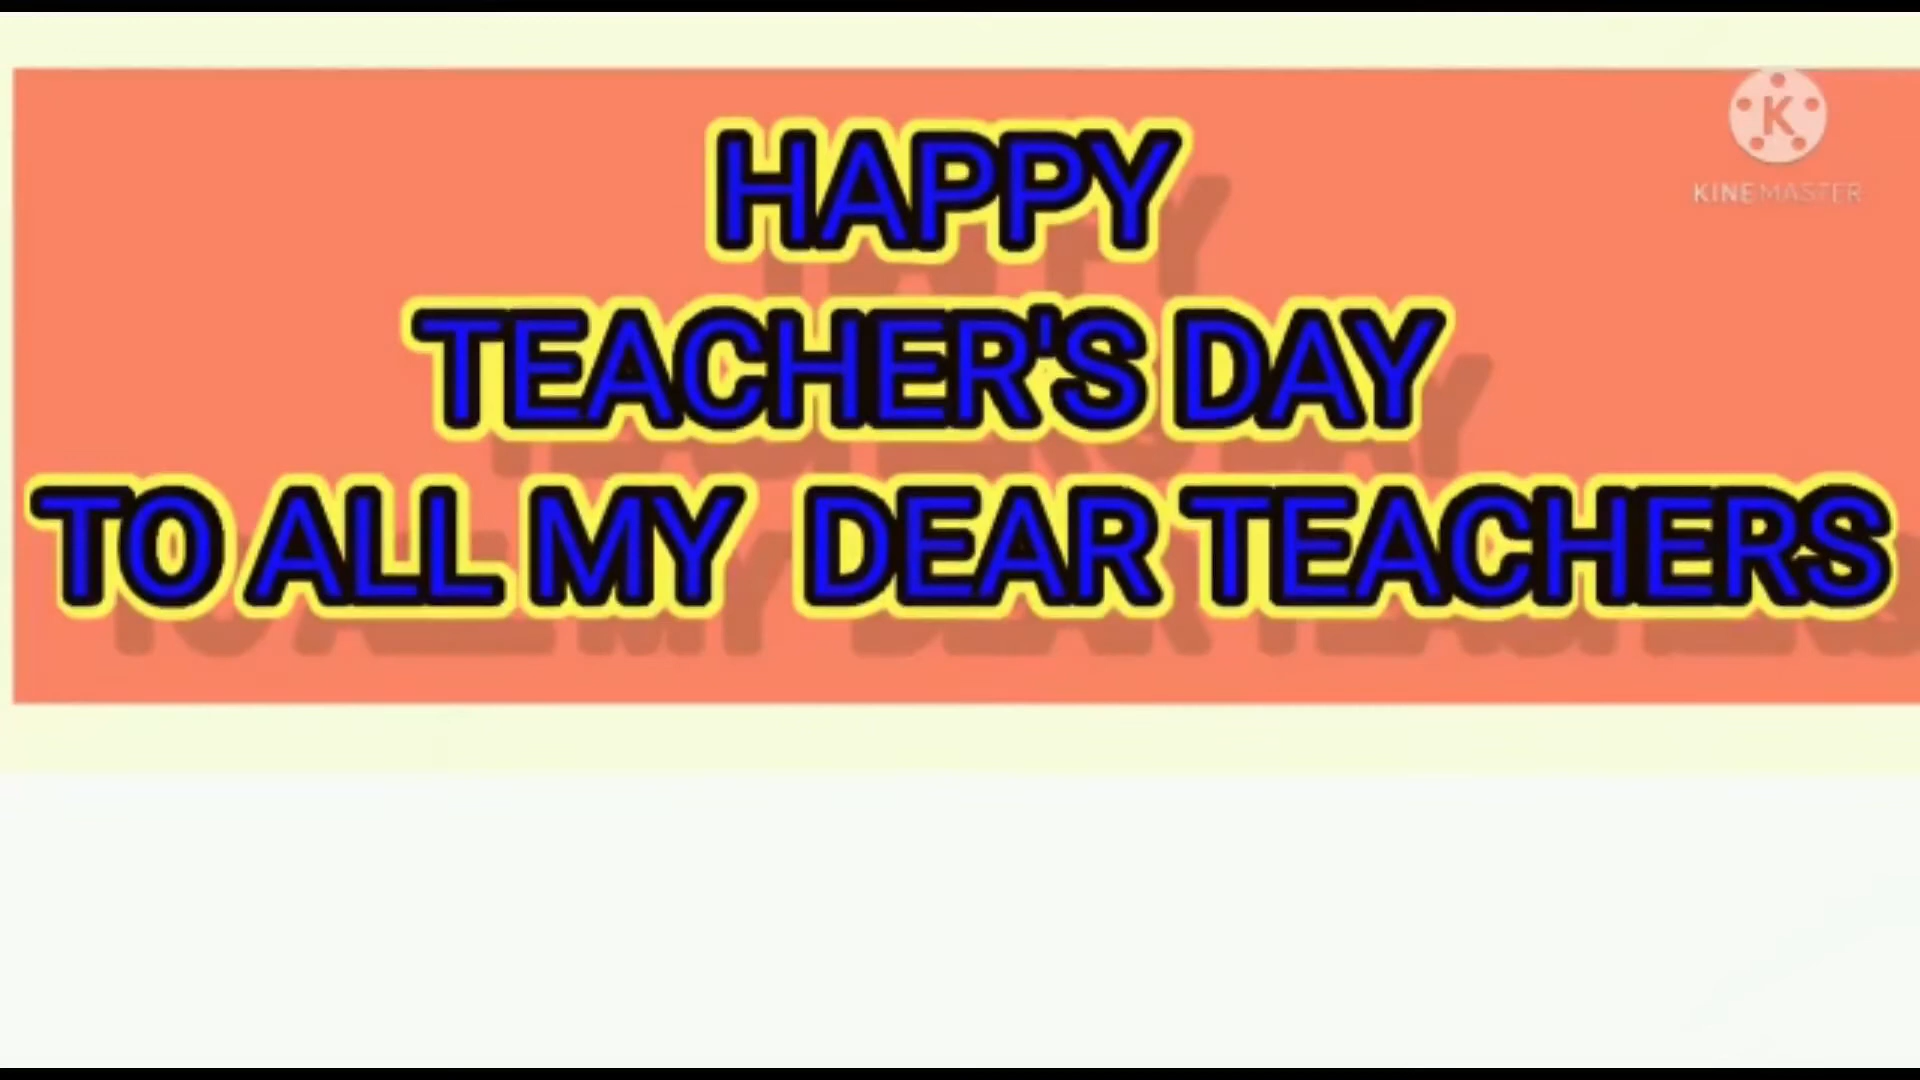 HAPPY
TEACHER'S DAY
TO ALL MY DEAR TEACHERS
K
KINEMASTER